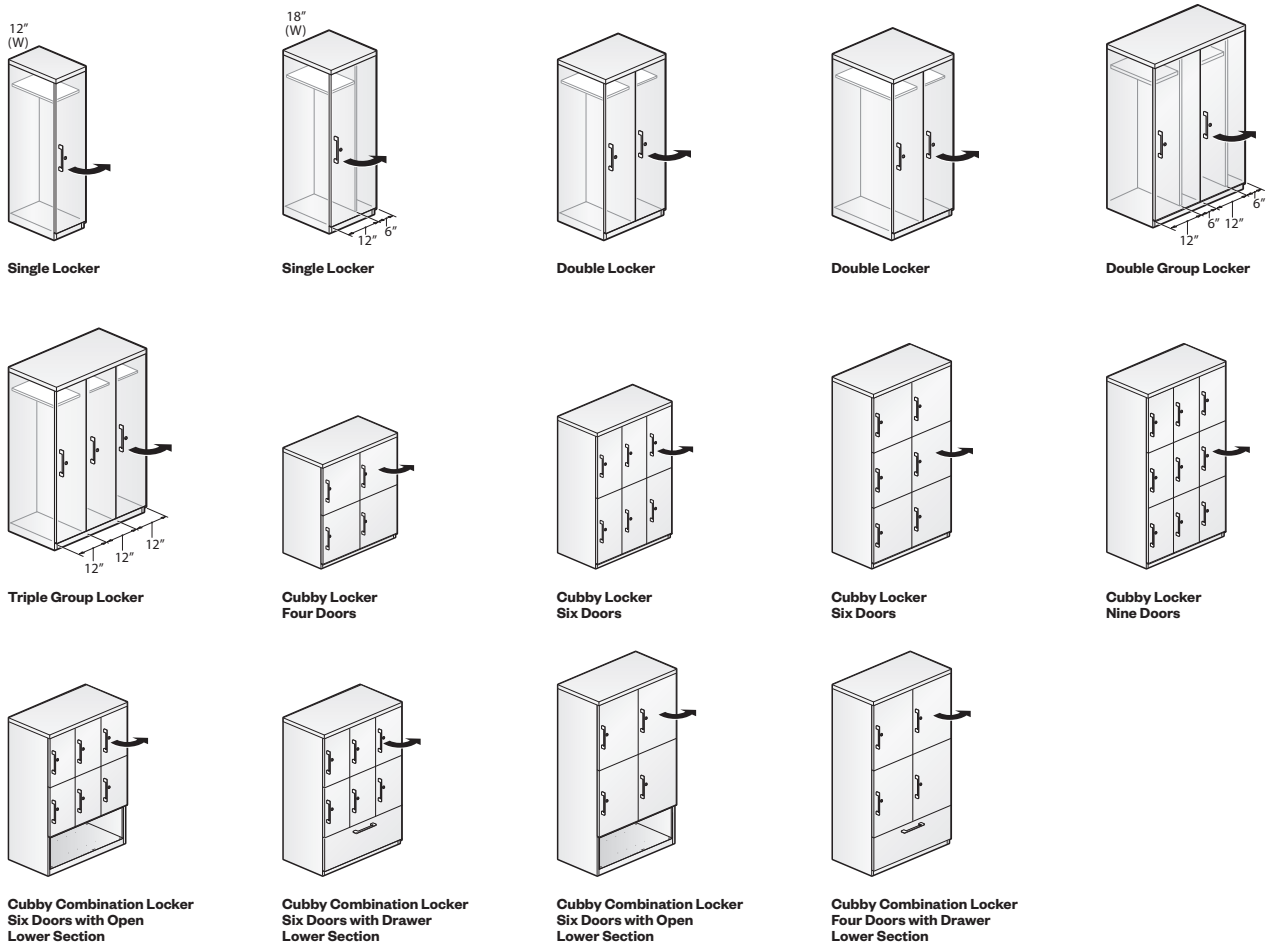 12"
(W)
18"
(W)
12"
6"
12"
6"
12"
6"
Single Locker
Single Locker
Double Locker
Double Locker
Double Group Locker
12"
12"
12"
Triple Group Locker
Cubby Locker
Four Doors
Cubby Locker
Six Doors
Cubby Locker
Six Doors
Cubby Locker
Nine Doors
Cubby Combination Locker
Six Doors with Open
Lower Section
Cubby Combination Locker
Six Doors with Drawer
Lower Section
Cubby Combination Locker
Six Doors with Open
Lower Section
Cubby Combination Locker
Four Doors with Drawer
Lower Section